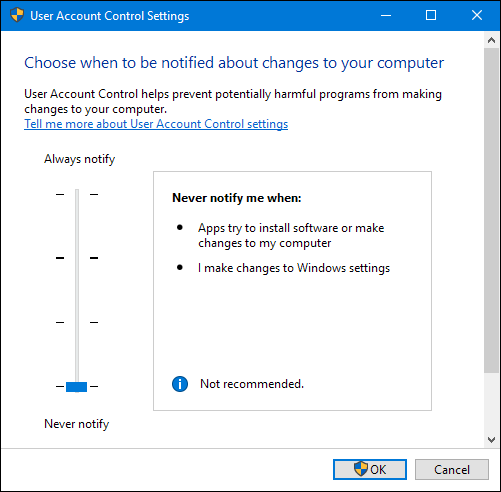 User Account Control Settings
Choose when to be notified about changes to your computer
User Account Control helps prevent potentially harmful programs from making
changes to your computer.
Tell me more about User Account Control settings
Always notify
Never notify me when:
Apps try to install software or make
changes to my computer
I make changes to Windows settings
Not recommended.
Never notify
OK
Cancel